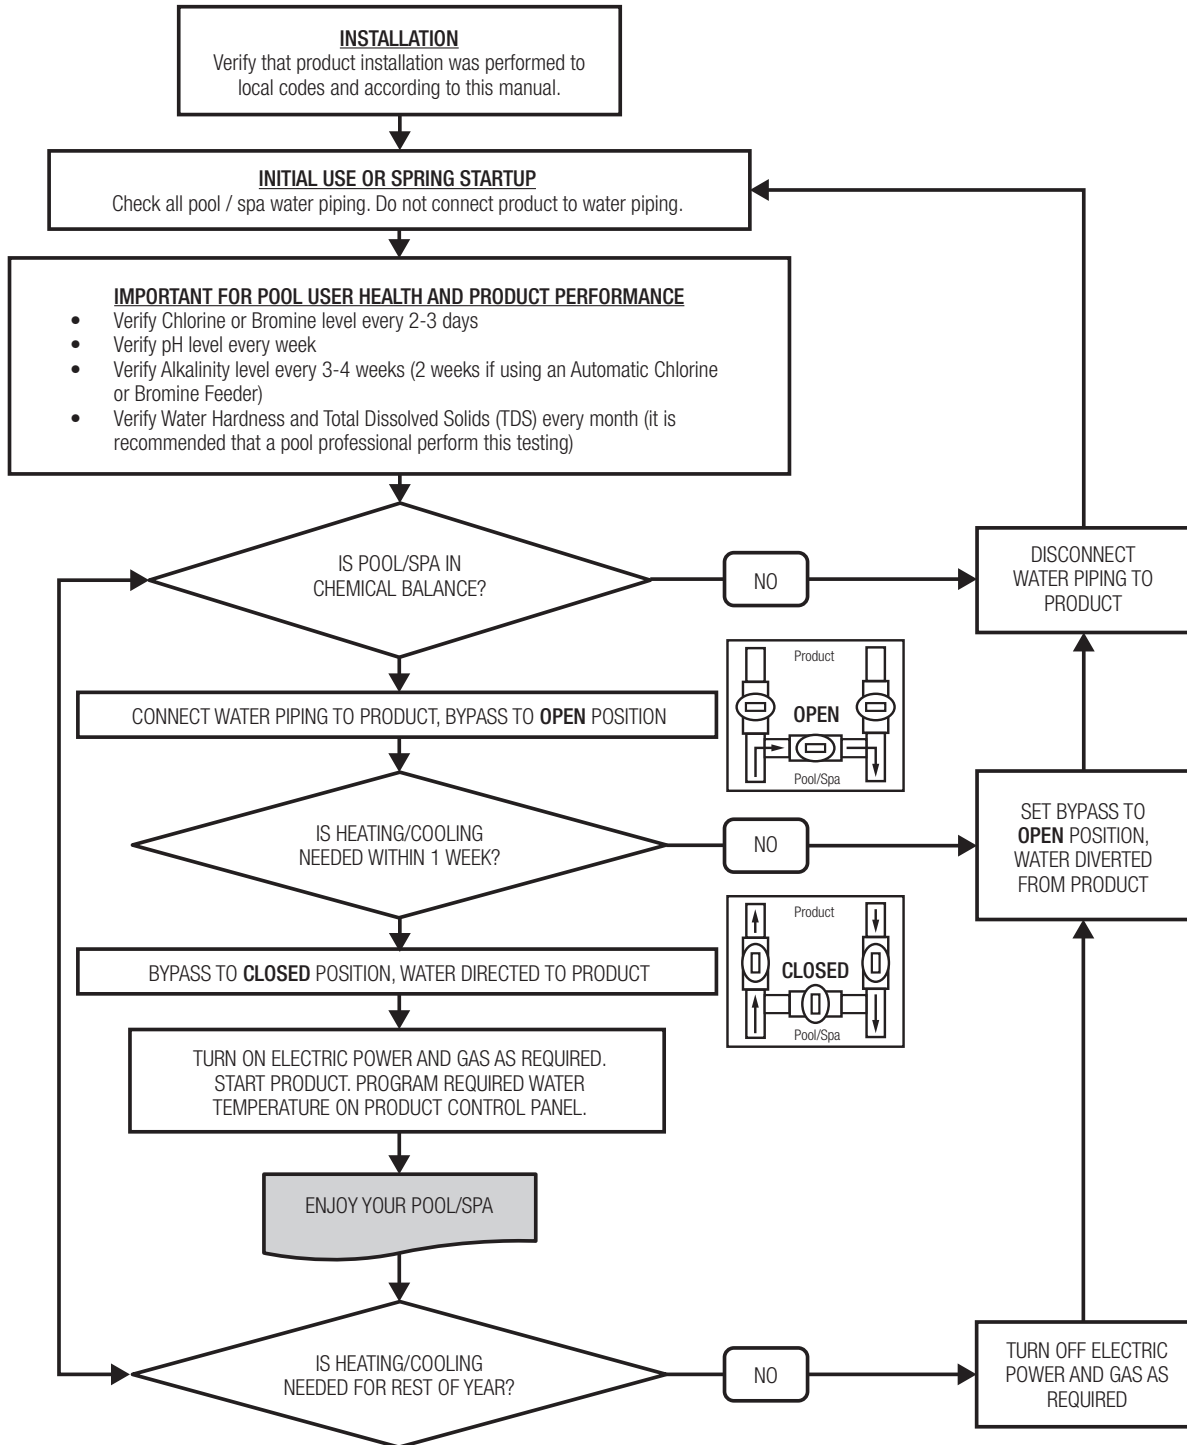 INSTALLATION
Verify that product installation was performed to
local codes and according to this manual.
INITIAL USE OR SPRING STARTUP
Check all pool / spa water piping. Do not connect product to water piping.
IMPORTANT FOR POOL USER HEALTH AND PRODUCT PERFORMANCE
• Verify Chlorine or Bromine level every 2-3 days
• Verify pH level every week
• Verify Alkalinity level every 3-4 weeks (2 weeks if using an Automatic Chlorine
or Bromine Feeder)
• Verify Water Hardness and Total Dissolved Solids (TDS) every month (it is
recommended that a pool professional perform this testing)
IS POOL/SPA IN
CHEMICAL BALANCE?
NO
DISCONNECT
WATER PIPING TO
PRODUCT
CONNECT WATER PIPING TO PRODUCT, BYPASS TO OPEN POSITION
Product
OPEN
Pool/Spa
IS HEATING/COOLING
NEEDED WITHIN 1 WEEK?
NO
SET BYPASS TO
OPEN POSITION,
WATER DIVERTED
FROM PRODUCT
BYPASS TO CLOSED POSITION, WATER DIRECTED TO PRODUCT
Product
CLOSED
Pool/Spa
TURN ON ELECTRIC POWER AND GAS AS REQUIRED.
START PRODUCT. PROGRAM REQUIRED WATER
TEMPERATURE ON PRODUCT CONTROL PANEL.
ENJOY YOUR POOL/SPA
IS HEATING/COOLING
NEEDED FOR REST OF YEAR?
NO
TURN OFF ELECTRIC
POWER AND GAS AS
REQUIRED